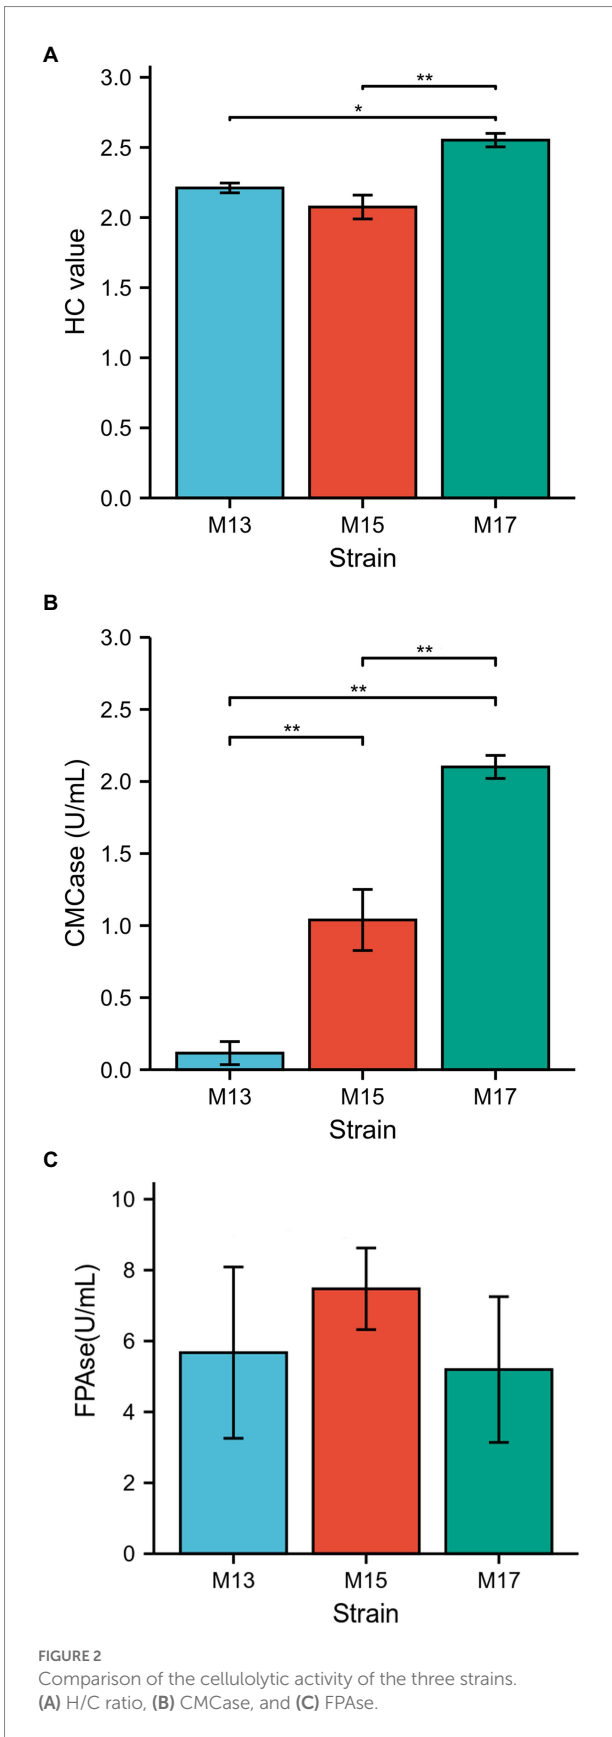 A
3.0
**
*
2.5
2.0
1.5
1.0
0.5
0.0
HC value
M13 M15 M17
Strain
B
3.0
**
**
2.5
**
2.0
1.5
1.0
0.5
0.0
CMCase (U/mL)
M13 M15 M17
Strain
C
10
8
6
4
2
0
FPAse(U/mL)
M13 M15 M17
Strain
FIGURE 2
Comparison of the cellulolytic activity of the three strains.
(A) H/C ratio, (B) CMCase, and (C) FPAse.